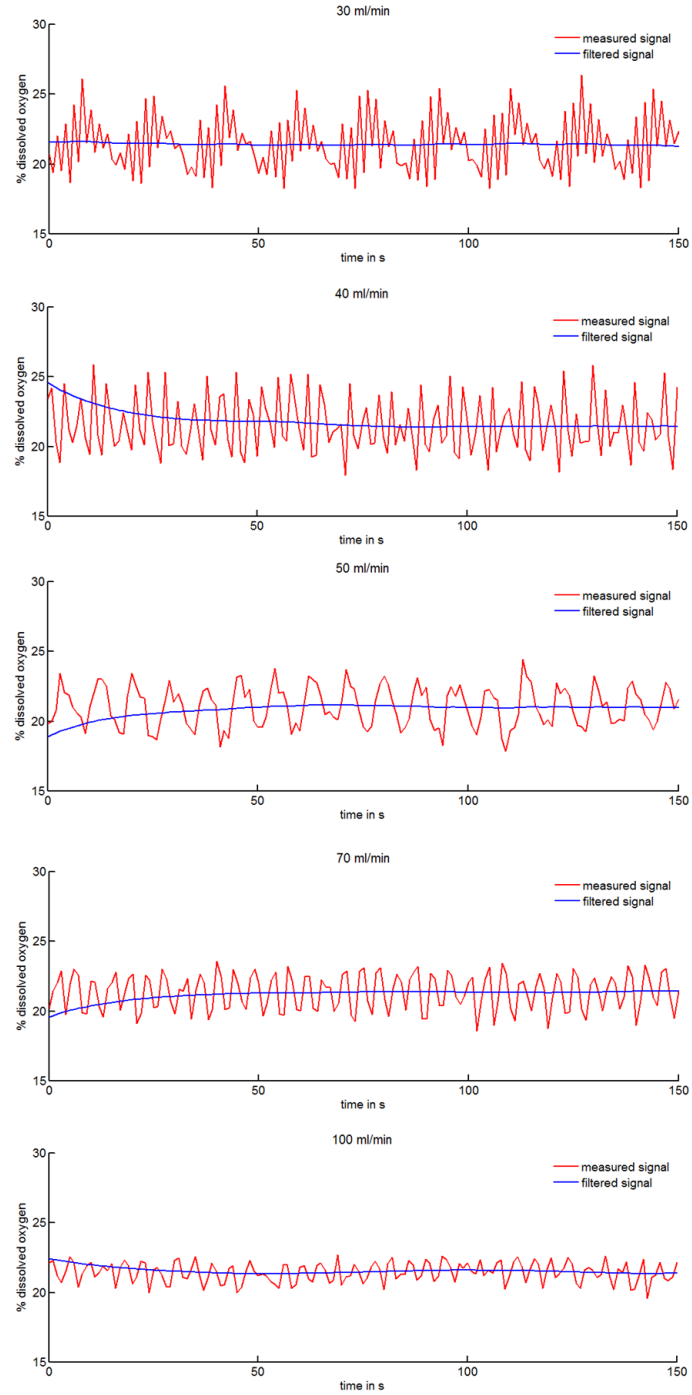 30 ml/min
30
measured signal
filtered signal
25
% dissolved oxygen
20
15
0 50 100 150
time in s
40 ml/min
30
measured signal
filtered signal
25
% dissolved oxygen
20
15
0 50 100 150
time in s
50 ml/min
30
measured signal
filtered signal
25
% dissolved oxygen
20
15
0 50 100 150
time in s
70 ml/min
30
measured signal
filtered signal
25
% dissolved oxygen
20
15
0 50 100 150
time in s
100 ml/min
30
measured signal
filtered signal
25
% dissolved oxygen
20
15
0 50 100 150
time in s